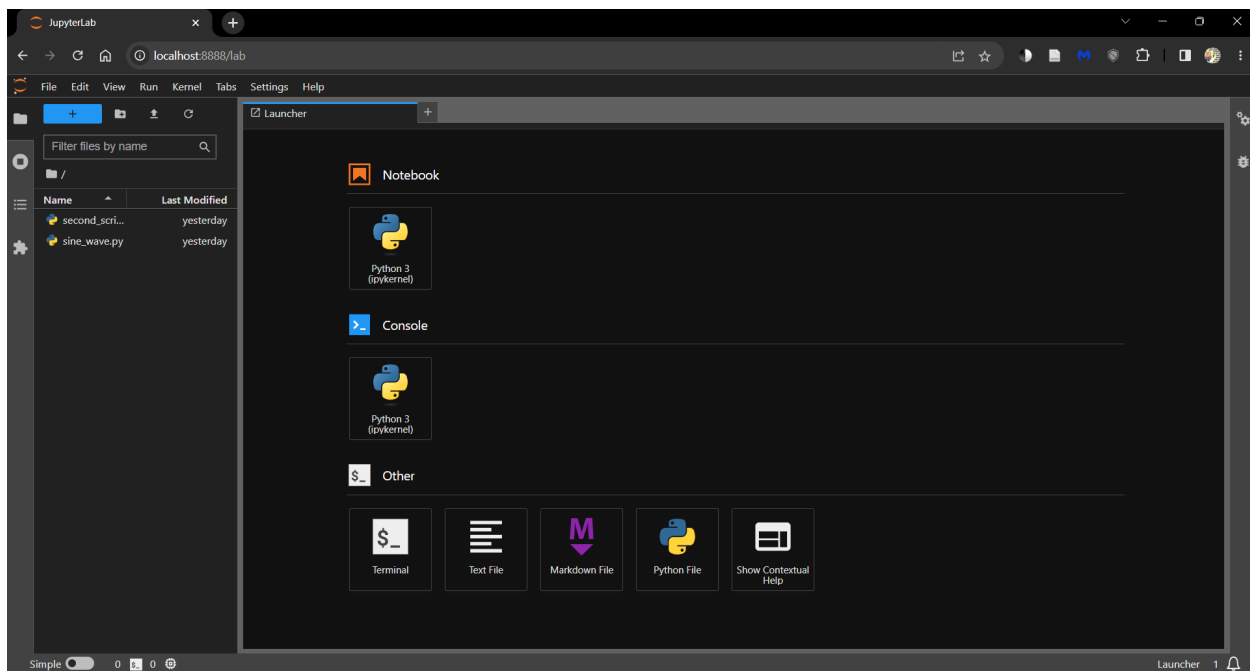 JupyterLab
localhost:8888/lab
File Edit View Run Kernel Tabs Settings Help
Launcher
Filter files by name
/
Name Last Modified
second_scri... yesterday
sine_wave.py yesterday
Notebook
Python 3
(ipykernel)
Console
Python 3
(ipykernel)
$_ Other
$_
M
Terminal Text File Markdown File Python File Show Contextual
Help
Simple 0 $_ 0 Launcher 1